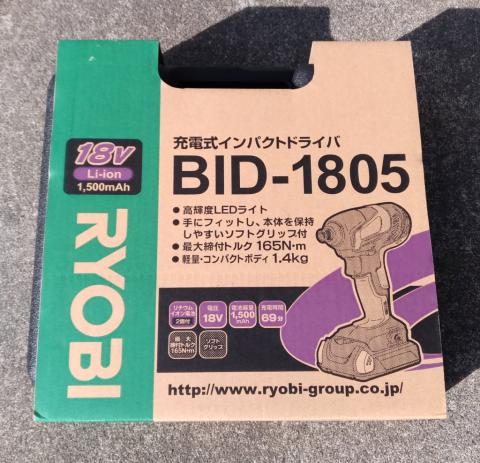 18V
Li-ion
1,500mAh
RYOBI
充電式インパクトドライバ
BID-1805
●高輝度LEDライト
●手にフィットし、本体を保持
しやすいソフトグリップ付
●最大締付トルク 165N・m
●軽量・コンパクトボディ 1.4kg
リチウム
イオン電池
2個付
電圧
18V
電池容量
1,500
mAh
充電時間
69分
最大
締付トルク
165N・m
ソフト
グリップ
http://www.ryobi-group.co.jp/